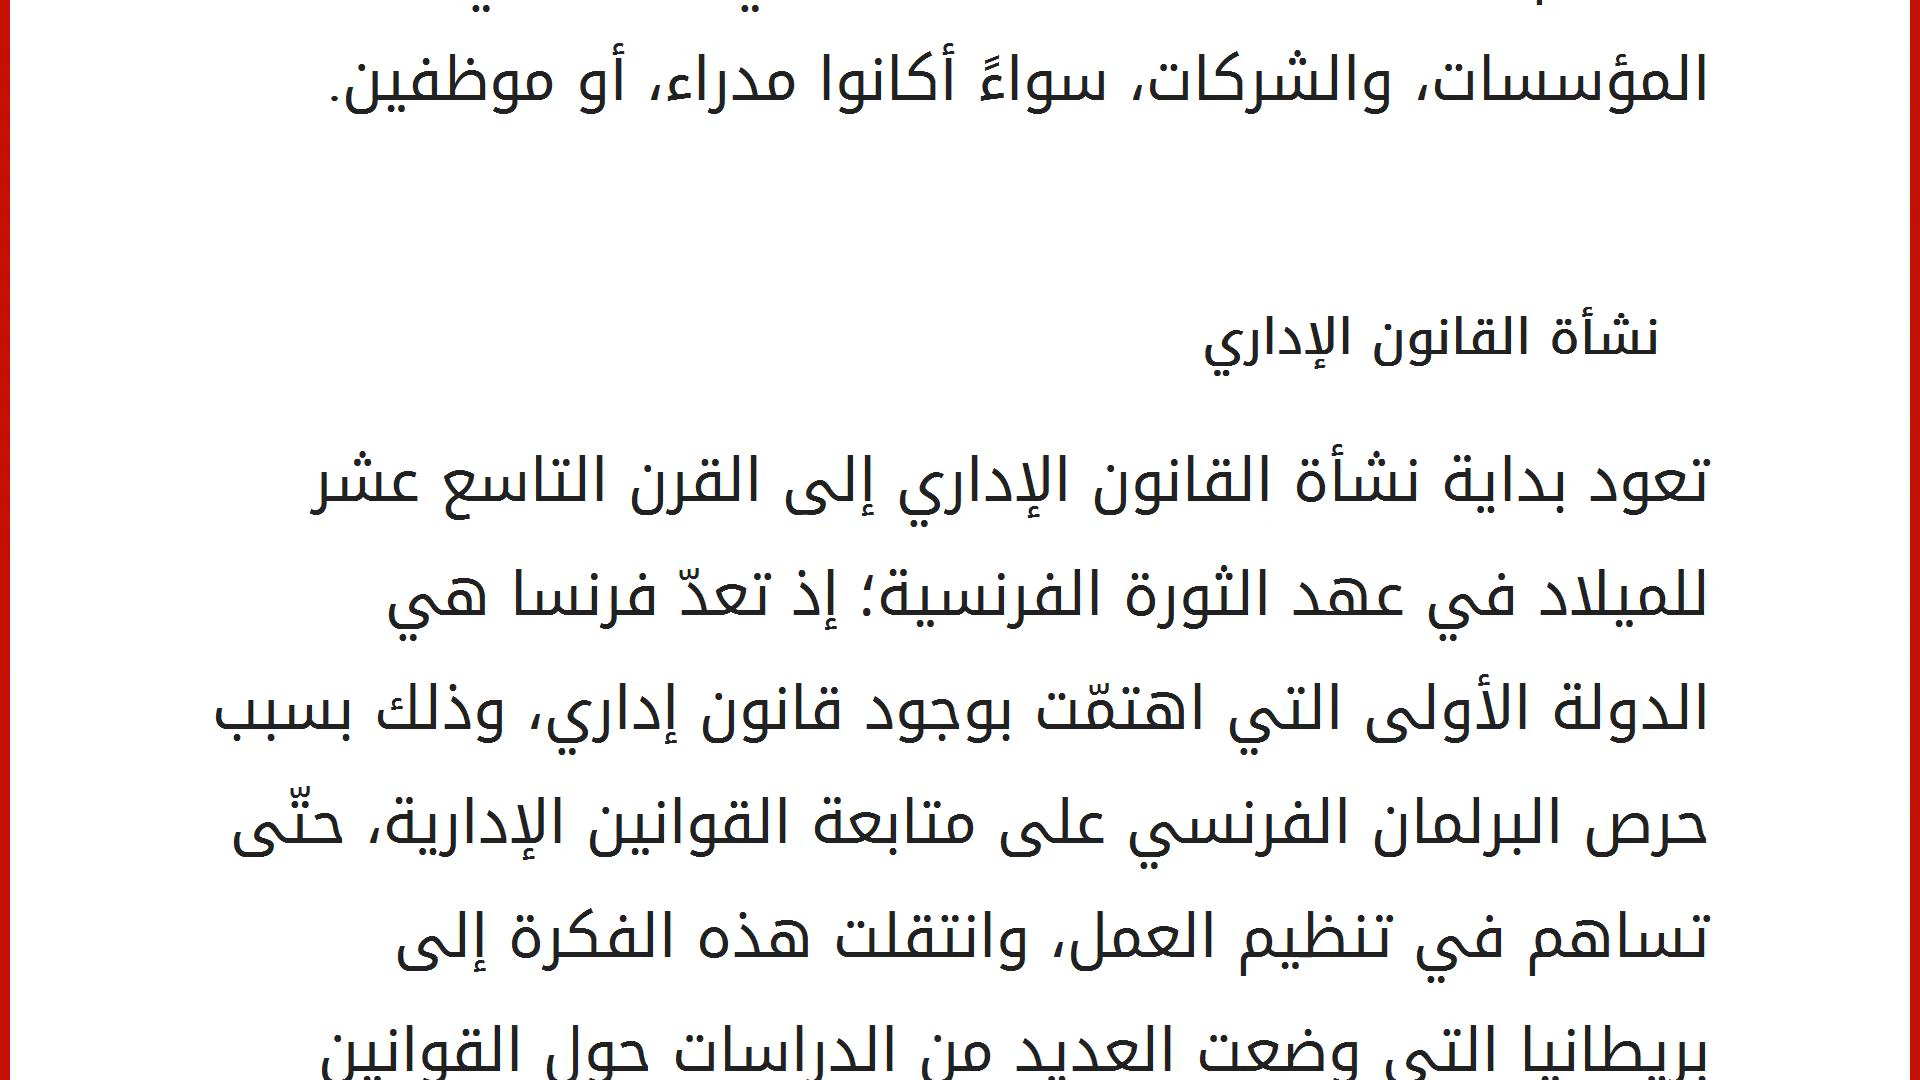 المؤسسات، والشركات، سواءً أكانوا مدراء، أو موظفين.
نشأة القانون الإداري
تعود بداية نشأة القانون الإداري إلى القرن التاسع عشر
للميلاد في عهد الثورة الفرنسية؛ إذ تعدّ فرنسا هي
الدولة الأولى التي اهتمّت بوجود قانون إداري، وذلك بسبب
حرص البرلمان الفرنسي على متابعة القوانين الإدارية، حتّى
تساهم في تنظيم العمل، وانتقلت هذه الفكرة إلى
بريطانيا التي وضعت العديد من الدراسات حول القوانين